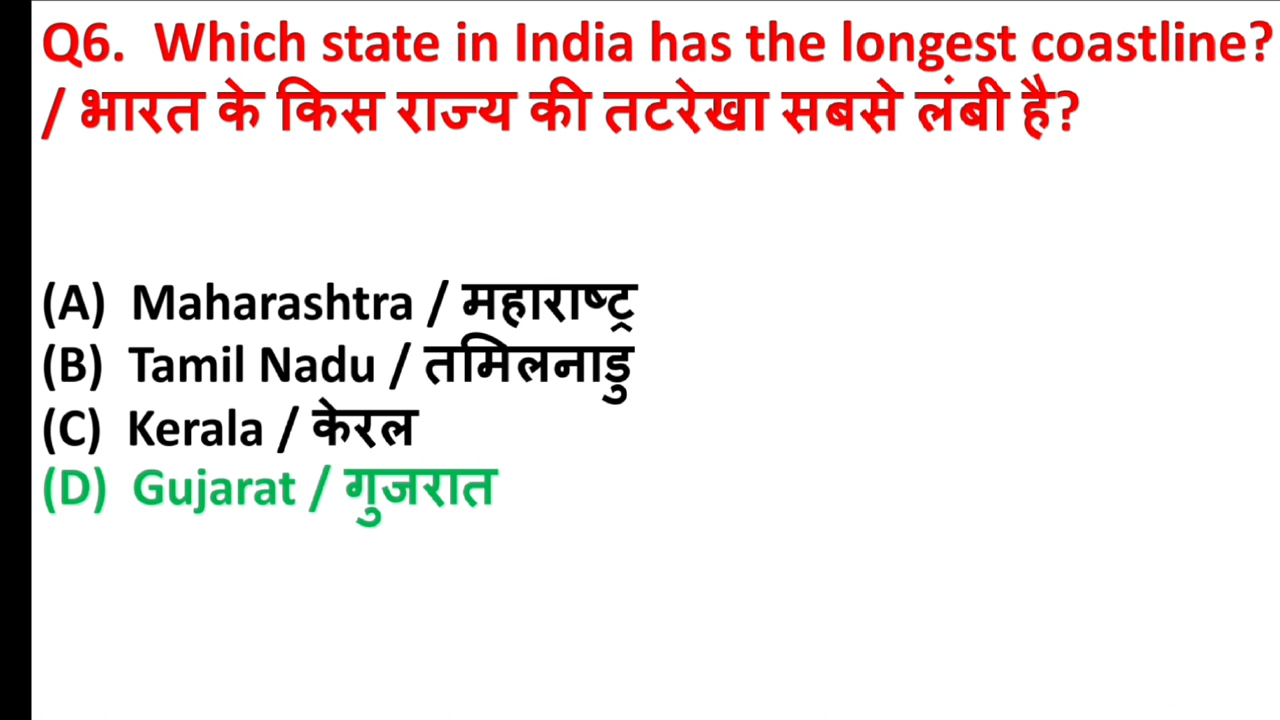 Q6. Which state in India has the longest coastline?
/ भारत के किस राज्य की तटरेखा सबसे लंबी है?
(A) Maharashtra / महाराष्ट्र
(B) Tamil Nadu / तमिलनाडु
(C) Kerala / केरल
(D) Gujarat / गुजरात